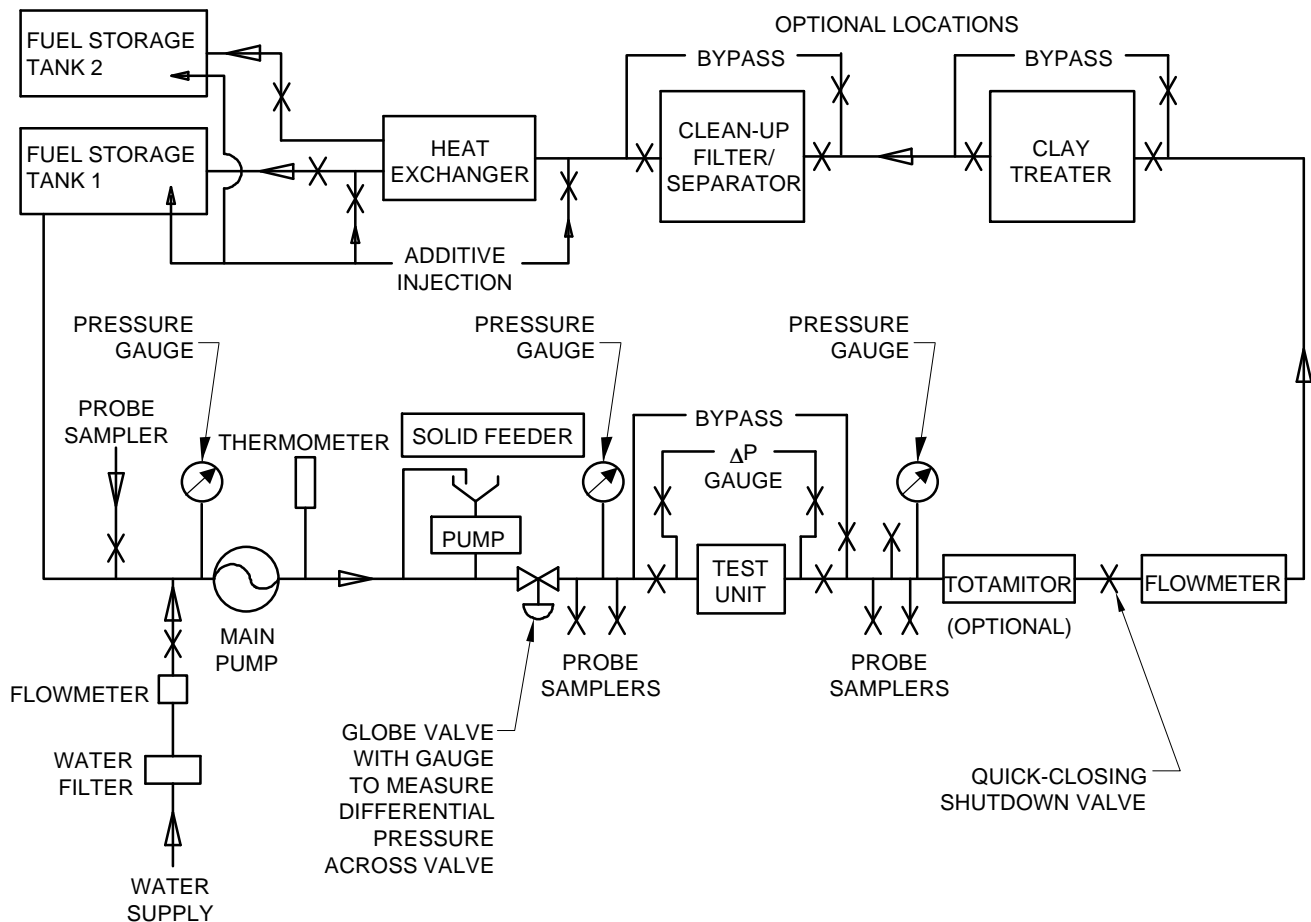 OPTIONAL LOCATIONS
FUEL STORAGE
TANK 2
BYPASS
BYPASS
FUEL STORAGE
TANK 1
HEAT
EXCHANGER
CLEAN-UP
FILTER/
SEPARATOR
CLAY
TREATER
ADDITIVE
INJECTION
PRESSURE
GAUGE
PRESSURE
GAUGE
PRESSURE
GAUGE
PROBE
SAMPLER
THERMOMETER
SOLID FEEDER
BYPASS
ΔP
GAUGE
PUMP
TEST
UNIT
TOTAMITOR
(OPTIONAL)
FLOWMETER
MAIN
PUMP
PROBE
SAMPLERS
PROBE
SAMPLERS
FLOWMETER
WATER
FILTER
GLOBE VALVE
WITH GAUGE
TO MEASURE
DIFFERENTIAL
PRESSURE
ACROSS VALVE
QUICK-CLOSING
SHUTDOWN VALVE
WATER
SUPPLY